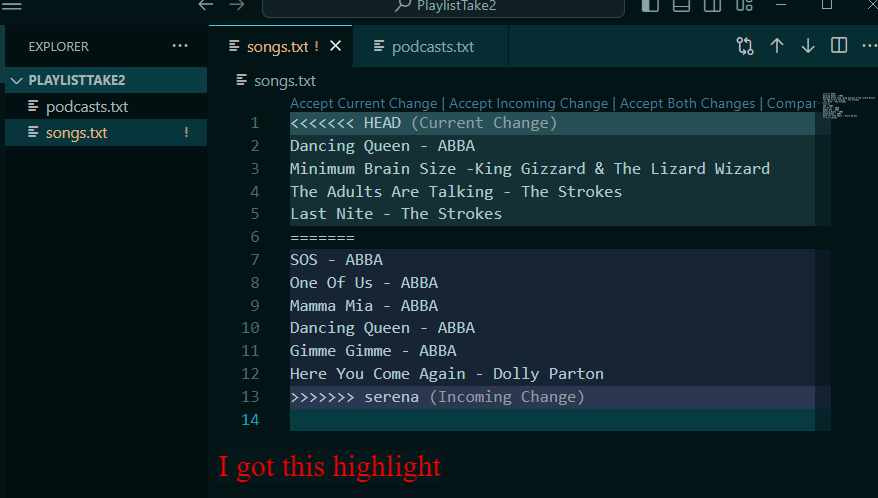 PlaylistTake2
EXPLORER ...
songs.txt ! ×
podcasts.txt
...
PLAYLISTTAKE2
songs.txt
podcasts.txt
songs.txt !
Accept Current Change | Accept Incoming Change | Accept Both Changes | Compar
1 <<<<<<< HEAD (Current Change)
2 Dancing Queen - ABBA
3 Minimum Brain Size -King Gizzard & The Lizard Wizard
4 The Adults Are Talking - The Strokes
5 Last Nite - The Strokes
6 =======
7 SOS - ABBA
8 One Of Us - ABBA
9 Mamma Mia - ABBA
10 Dancing Queen - ABBA
11 Gimme Gimme - ABBA
12 Here You Come Again - Dolly Parton
13 >>>>>>> serena (Incoming Change)
14
I got this highlight